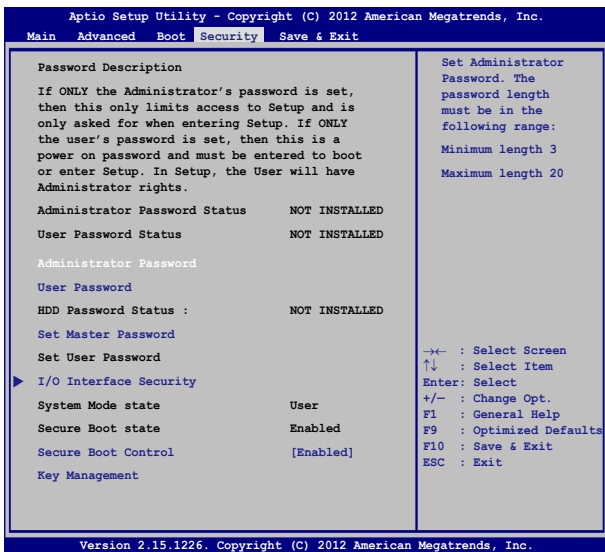 Aptio Setup Utility - Copyright (C) 2012 American Megatrends, Inc.
Main Advanced Boot Security Save & Exit
Password Description
If ONLY the Administrator's password is set,
then this only limits access to Setup and is
only asked for when entering Setup. If ONLY
the user's password is set, then this is a
power on password and must be entered to boot
or enter Setup. In Setup, the User will have
Administrator rights.
Administrator Password Status NOT INSTALLED
User Password Status NOT INSTALLED
Administrator Password
User Password
HDD Password Status : NOT INSTALLED
Set Master Password
Set User Password
I/O Interface Security
System Mode state User
Secure Boot state Enabled
Secure Boot Control [Enabled]
Key Management
Set Administrator
Password. The
password length
must be in the
following range:
Minimum length 3
Maximum length 20
→← : Select Screen
↑↓ : Select Item
Enter: Select
+/— : Change Opt.
F1 : General Help
F9 : Optimized Defaults
F10 : Save & Exit
ESC : Exit
Version 2.15.1226. Copyright (C) 2012 American Megatrends, Inc.